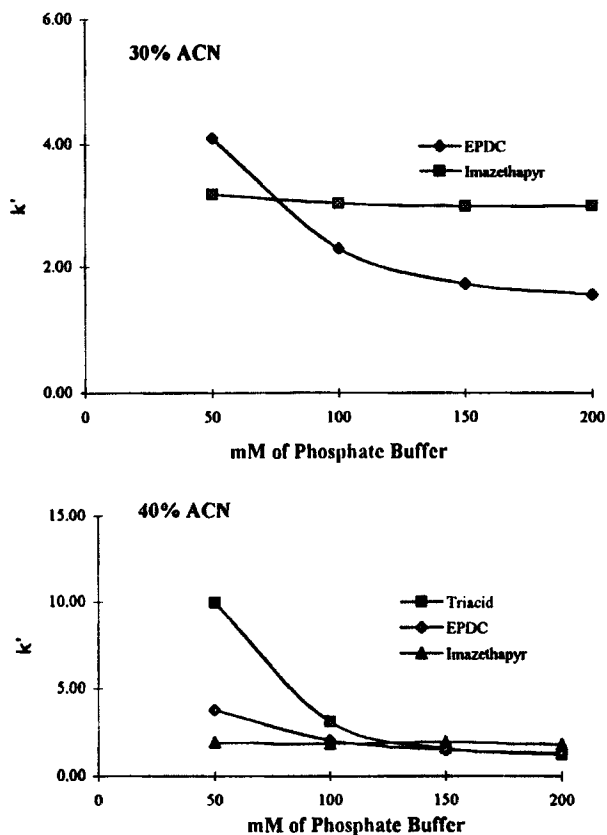 6.00
30% ACN
EPDC
Imazethapyr
4.00
k'
2.00
0.00
0 50 100 150 200
mM of Phosphate Buffer
15.00
40% ACN
Triacid
EPDC
Imazethapyr
10.00
k'
5.00
0.00
0 50 100 150 200
mM of Phosphate Buffer